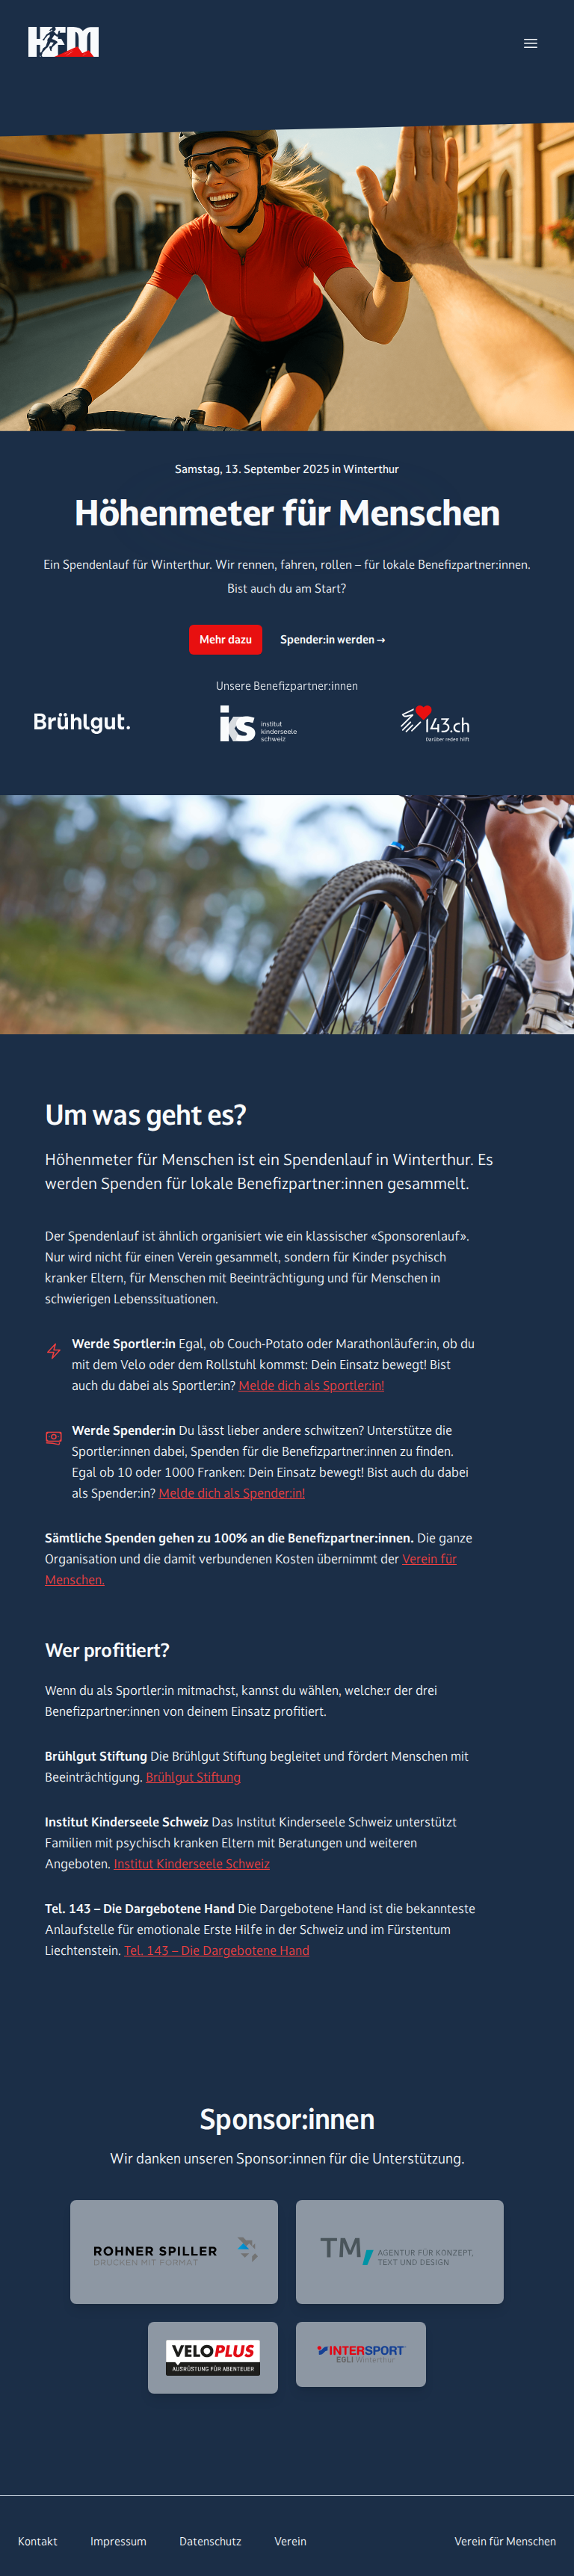 HFM
Samstag, 13. September 2025 in Winterthur
Höhenmeter für Menschen
Ein Spendenlauf für Winterthur. Wir rennen, fahren, rollen – für lokale Benefizpartner:innen.
Bist auch du am Start?
Mehr dazu
Spender:in werden →
Unsere Benefizpartner:innen
Brühlgut.
iks institut
kinderseele
schweiz
143.ch
Darüber reden hilft
Um was geht es?
Höhenmeter für Menschen ist ein Spendenlauf in Winterthur. Es
werden Spenden für lokale Benefizpartner:innen gesammelt.
Der Spendenlauf ist ähnlich organisiert wie ein klassischer «Sponsorenlauf».
Nur wird nicht für einen Verein gesammelt, sondern für Kinder psychisch
kranker Eltern, für Menschen mit Beeinträchtigung und für Menschen in
schwierigen Lebenssituationen.
Werde Sportler:in Egal, ob Couch-Potato oder Marathonläufer:in, ob du
mit dem Velo oder dem Rollstuhl kommst: Dein Einsatz bewegt! Bist
auch du dabei als Sportler:in? Melde dich als Sportler:in!
Werde Spender:in Du lässt lieber andere schwitzen? Unterstütze die
Sportler:innen dabei, Spenden für die Benefizpartner:innen zu finden.
Egal ob 10 oder 1000 Franken: Dein Einsatz bewegt! Bist auch du dabei
als Spender:in? Melde dich als Spender:in!
Sämtliche Spenden gehen zu 100% an die Benefizpartner:innen. Die ganze
Organisation und die damit verbundenen Kosten übernimmt der Verein für
Menschen.
Wer profitiert?
Wenn du als Sportler:in mitmachst, kannst du wählen, welche:r der drei
Benefizpartner:innen von deinem Einsatz profitiert.
Brühlgut Stiftung Die Brühlgut Stiftung begleitet und fördert Menschen mit
Beeinträchtigung. Brühlgut Stiftung
Institut Kinderseele Schweiz Das Institut Kinderseele Schweiz unterstützt
Familien mit psychisch kranken Eltern mit Beratungen und weiteren
Angeboten. Institut Kinderseele Schweiz
Tel. 143 – Die Dargebotene Hand Die Dargebotene Hand ist die bekannteste
Anlaufstelle für emotionale Erste Hilfe in der Schweiz und im Fürstentum
Liechtenstein. Tel. 143 – Die Dargebotene Hand
Sponsor:innen
Wir danken unseren Sponsor:innen für die Unterstützung.
ROHNER SPILLER
DRUCKEN MIT FORMAT
TM, AGENTUR FÜR KONZEPT,
TEXT UND DESIGN
VELOPLUS
AUSRÜSTUNG FÜR ABENTEUER
INTERSPORT
EGLI Winterthur
Kontakt
Impressum
Datenschutz
Verein
Verein für Menschen